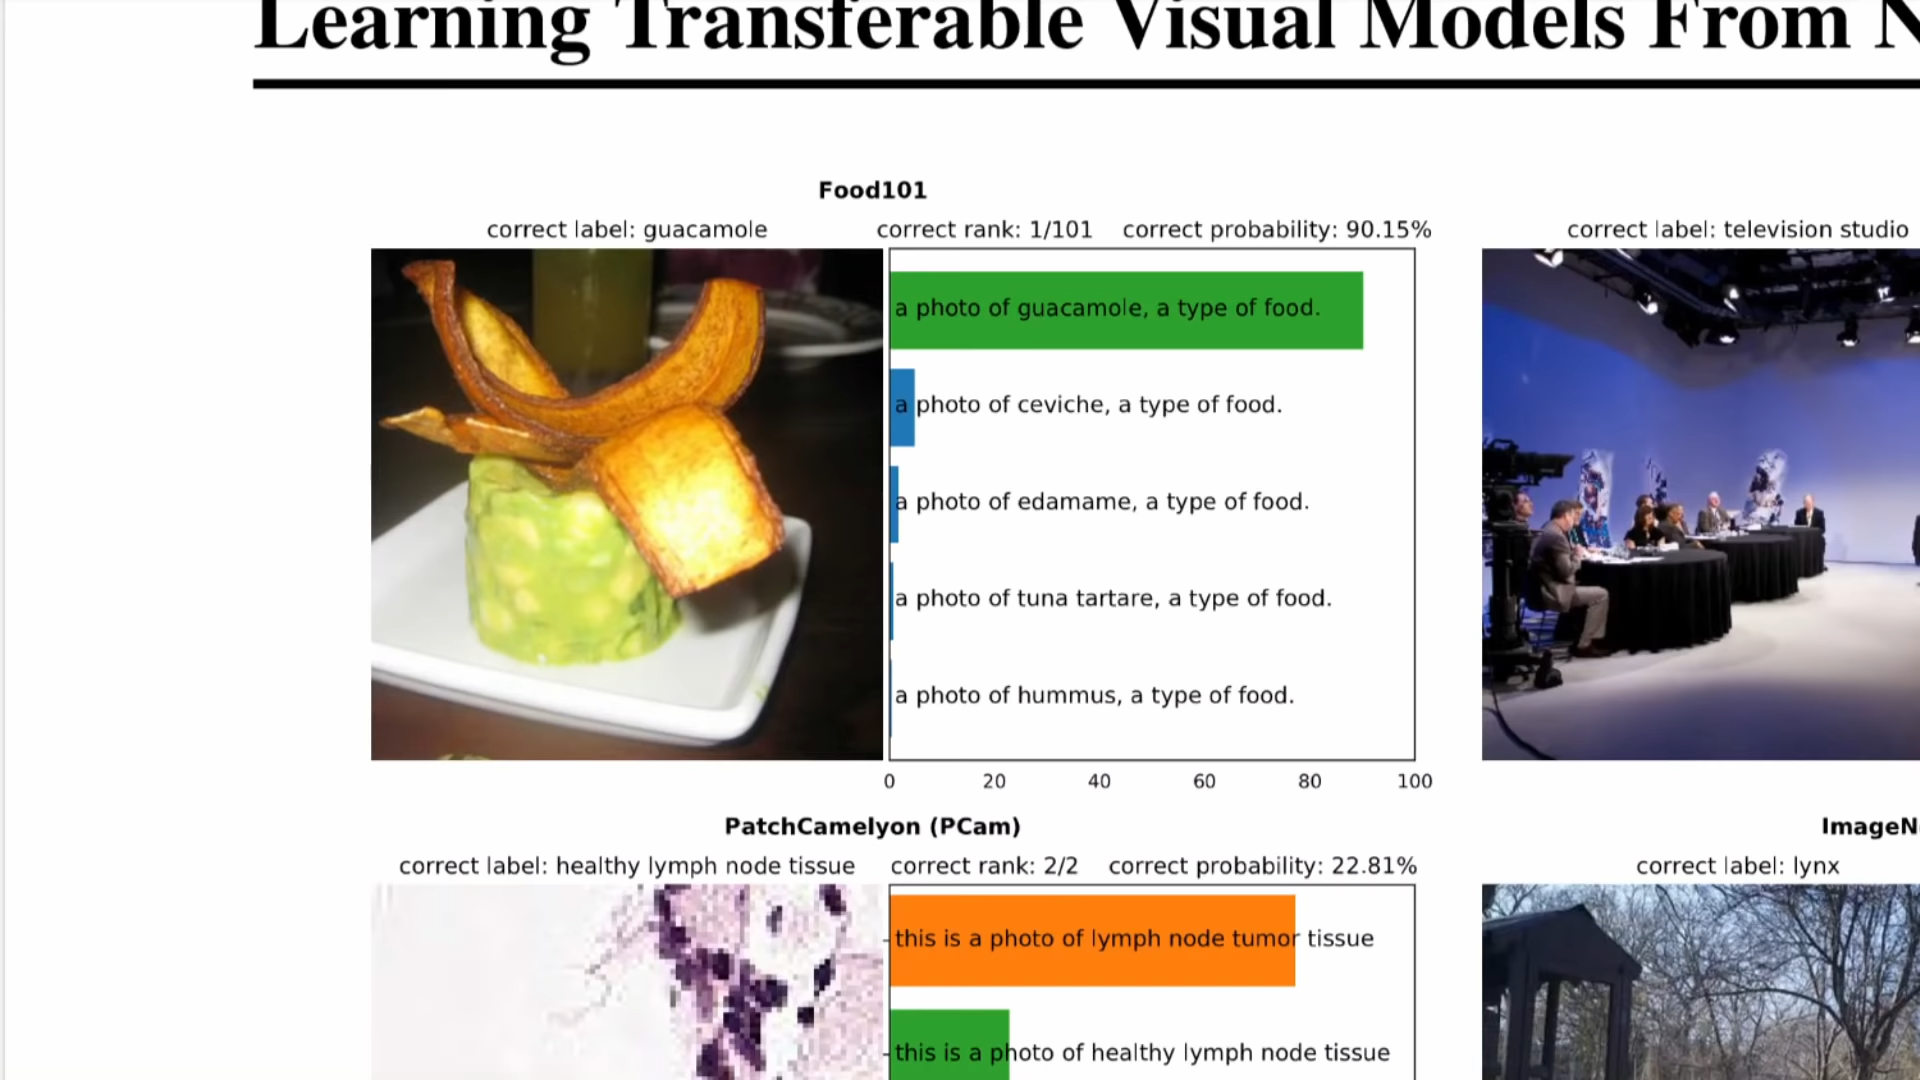 Learning Transferable Visual Models From N
Food101
correct label: guacamole
correct rank: 1/101 correct probability: 90.15%
a photo of guacamole, a type of food.
a photo of ceviche, a type of food.
a photo of edamame, a type of food.
a photo of tuna tartare, a type of food.
a photo of hummus, a type of food.
0 20 40 60 80 100
correct label: television studio
PatchCamelyon (PCam)
correct label: healthy lymph node tissue
correct rank: 2/2 correct probability: 22.81%
this is a photo of lymph node tumor tissue
this is a photo of healthy lymph node tissue
ImageN
correct label: lynx